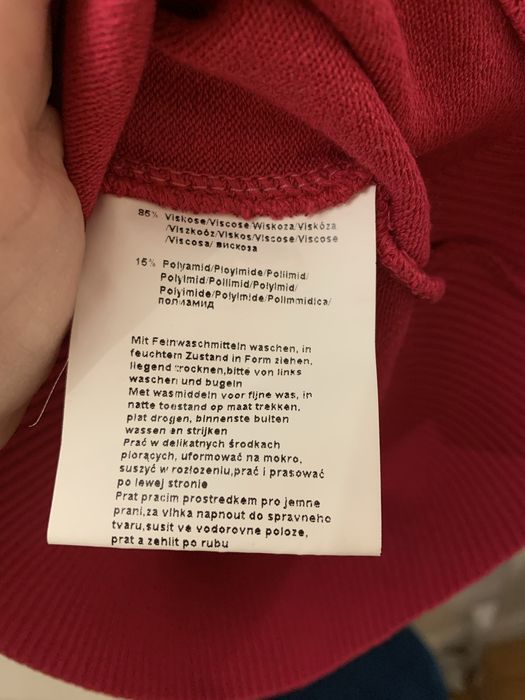 85% Viskose/Viscose Wiskoza/Viskóza
/Viszkoóz/Viskos/Viscose/Viscose
/Viscosa/ вискоза
15% Polyamid/Ployimide/Poliimid/
Polyimid/Poliimid/Polyimid/
Polyimide/Polyimide/Polimmidica/
полиамид
Mit Feinwaschmitteln waschen, in
feuchtem Zustand in Form ziehen,
liegend trocknen,bitte von links
waschen und bugeln
Met wasmiddelv voor fijne was, in
natte toestand op maat trekken,
plat drogen, binnenste buiten
wassen en strijken
Prać w delikatnych środkach
piorących, uformować na mokro,
suszyć w rozłozeniu,prać i prasować
po lewej stronie
Prat pracim prostredkem pro jemne
prani,za vlhka napnout do spravneho
tvaru,susit ve vodorovne poloze,
prat a zehlit po rubu